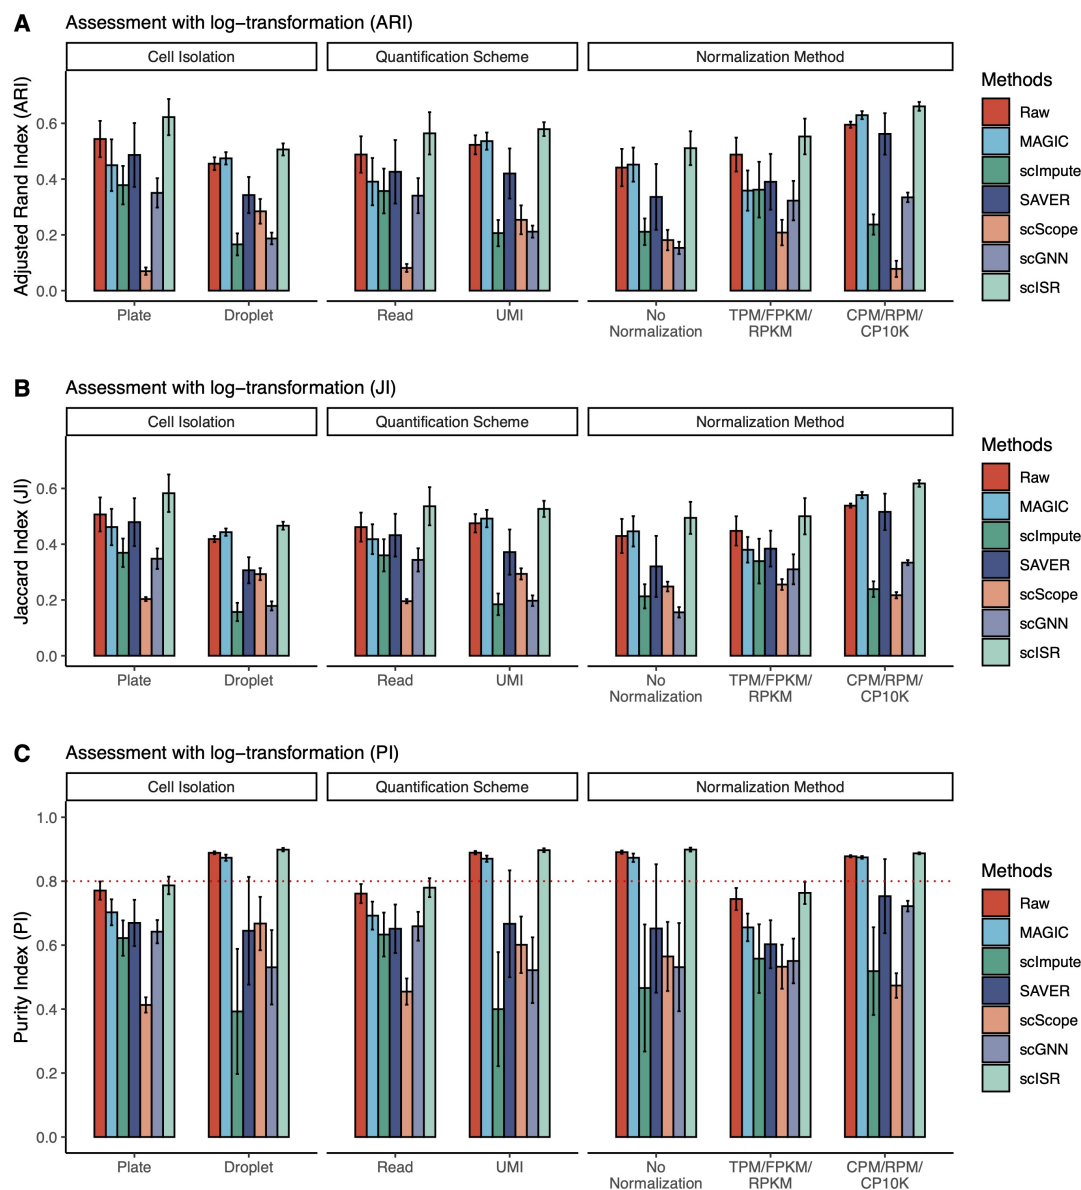 A Assessment with log−transformation (ARI)
Cell Isolation Quantification Scheme Normalization Method
Adjusted Rand Index (ARI)
0.6
0.4
0.2
0.0
Plate Droplet Read UMI No Normalization TPM/FPKM/RPKM CPM/RPM/CP10K
Methods
Raw
MAGIC
scImpute
SAVER
scScope
scGNN
scISR
B Assessment with log−transformation (JI)
Cell Isolation Quantification Scheme Normalization Method
Jaccard Index (JI)
0.6
0.4
0.2
0.0
Plate Droplet Read UMI No Normalization TPM/FPKM/RPKM CPM/RPM/CP10K
Methods
Raw
MAGIC
scImpute
SAVER
scScope
scGNN
scISR
C Assessment with log−transformation (PI)
Cell Isolation Quantification Scheme Normalization Method
Purity Index (PI)
1.0
0.8
0.6
0.4
0.2
0.0
Plate Droplet Read UMI No Normalization TPM/FPKM/RPKM CPM/RPM/CP10K
Methods
Raw
MAGIC
scImpute
SAVER
scScope
scGNN
scISR